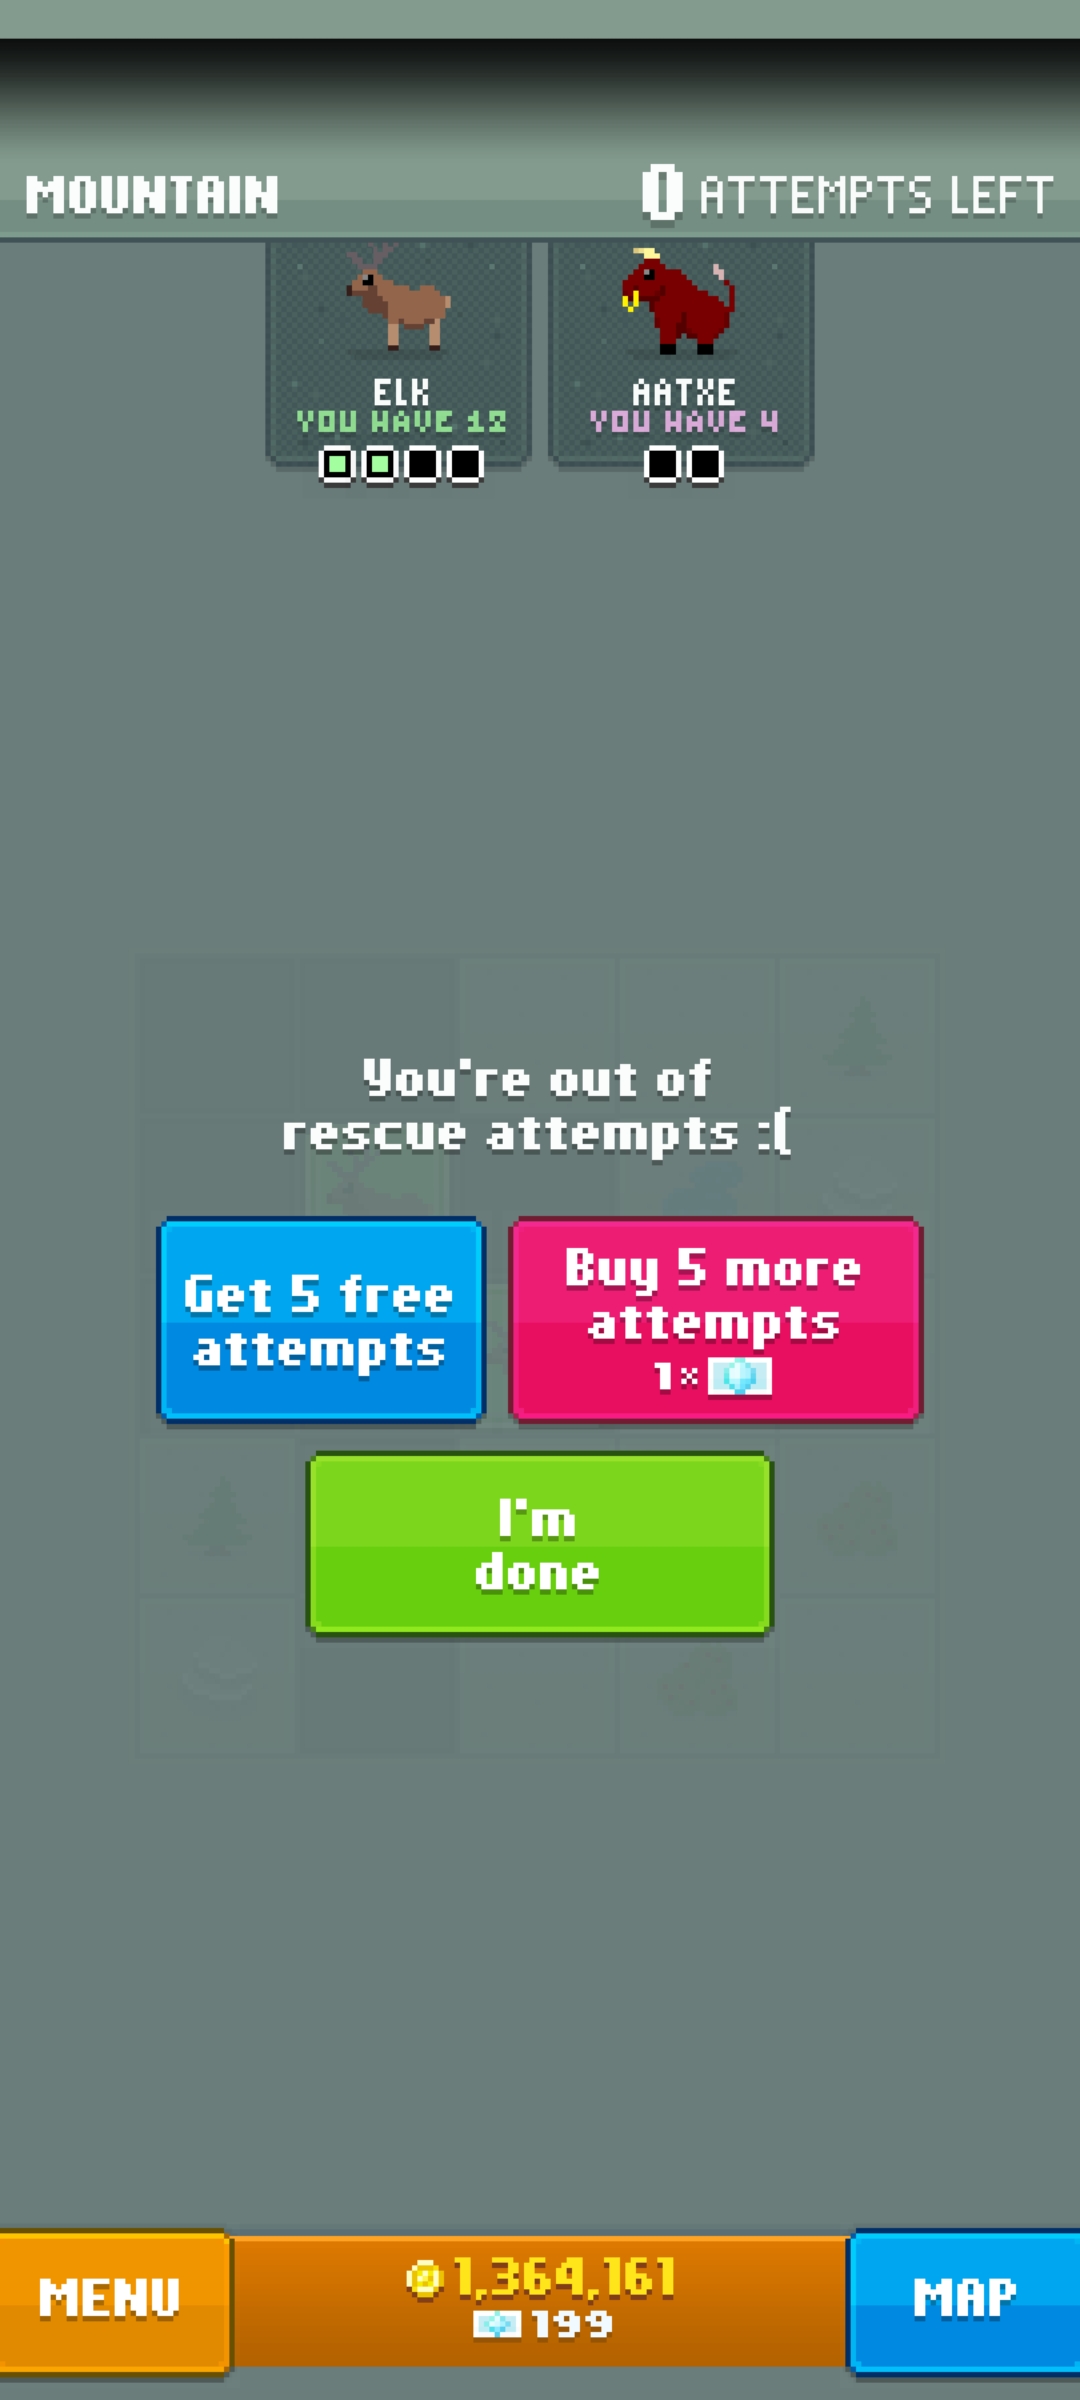 MOUNTAIN
0 ATTEMPTS LEFT
ELK
YOU HAVE 12
AATXE
YOU HAVE 4
You're out of
rescue attempts :(
Get 5 free
attempts
Buy 5 more
attempts
1×
I'm
done
MENU
1,364,161
199
MAP